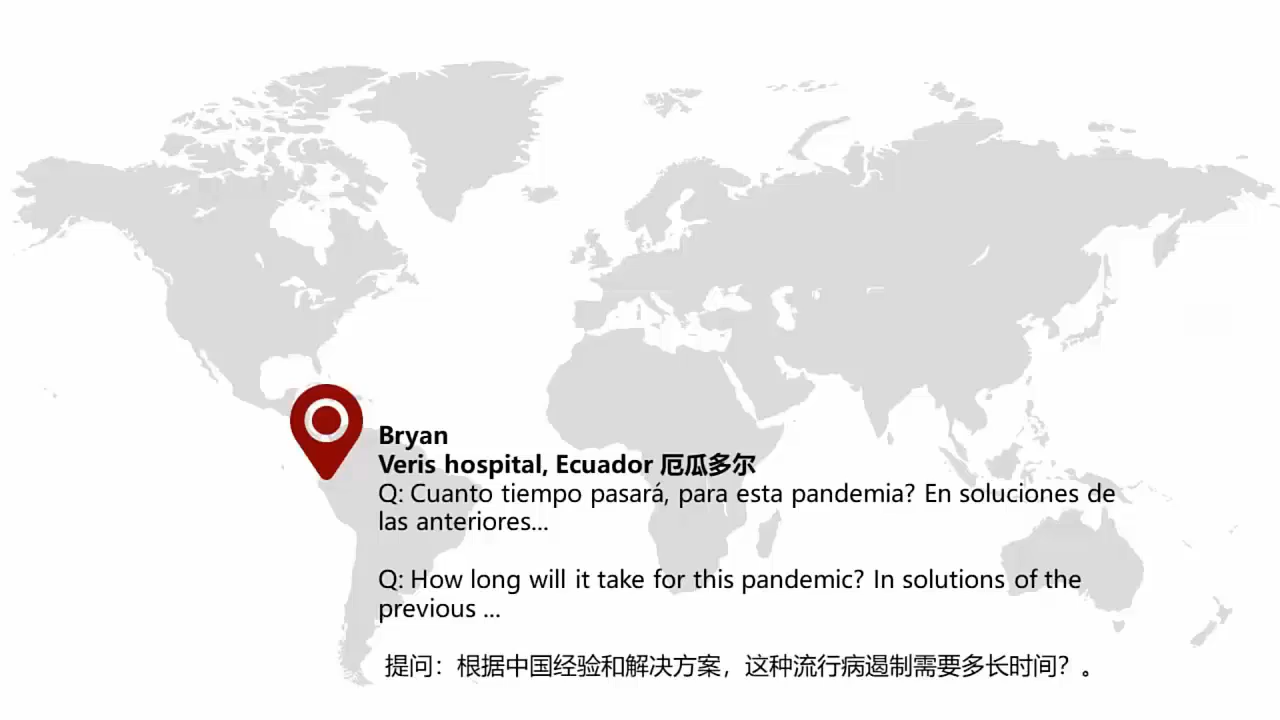 Bryan
Veris hospital, Ecuador 厄瓜多尔
Q: Cuanto tiempo pasará, para esta pandemia? En soluciones de
las anteriores...
Q: How long will it take for this pandemic? In solutions of the
previous ...
提问：根据中国经验和解决方案，这种流行病遏制需要多长时间？。